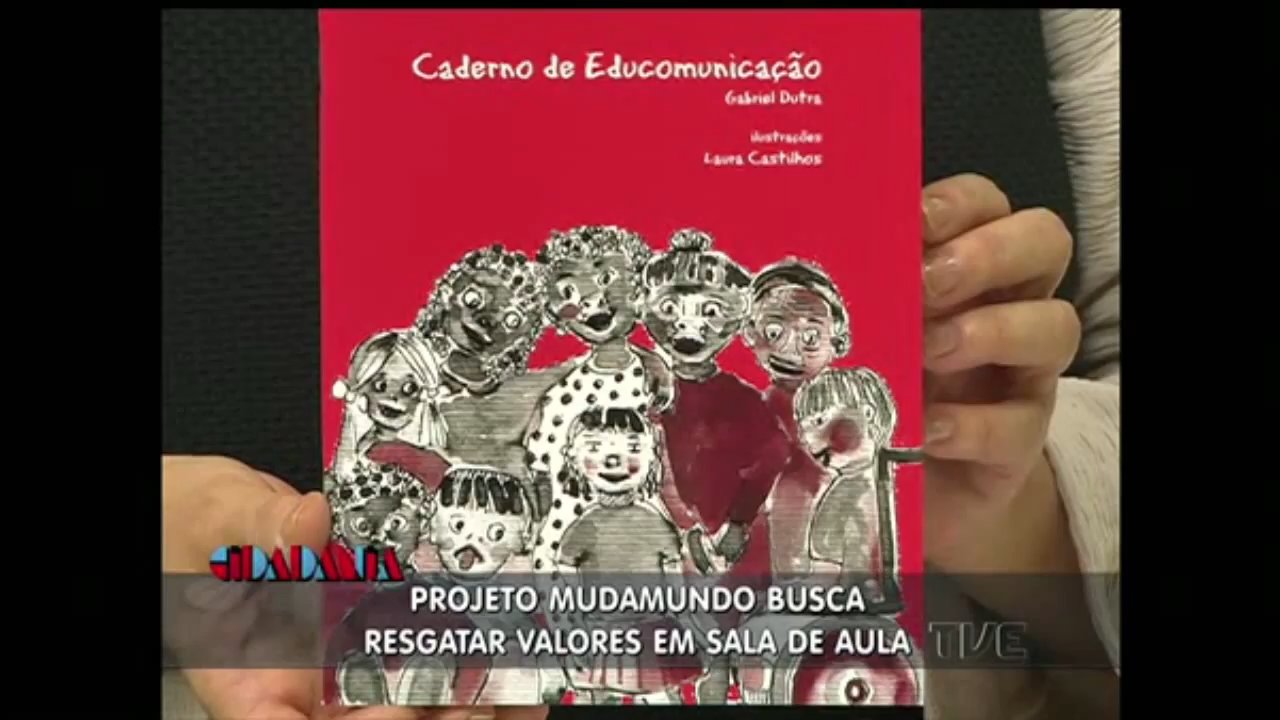 Caderno de Educomunicação
Gabriel Dutra
ilustrações
Laura Castilhos
CIDADANIA
PROJETO MUDAMUNDO BUSCA
RESGATAR VALORES EM SALA DE AULA
TVE